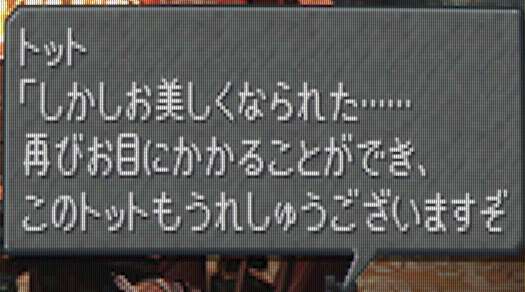 トット
「しかしお美しくなられた……
再びお目にかかることができ、
このトットもうれしゅうございますぞ